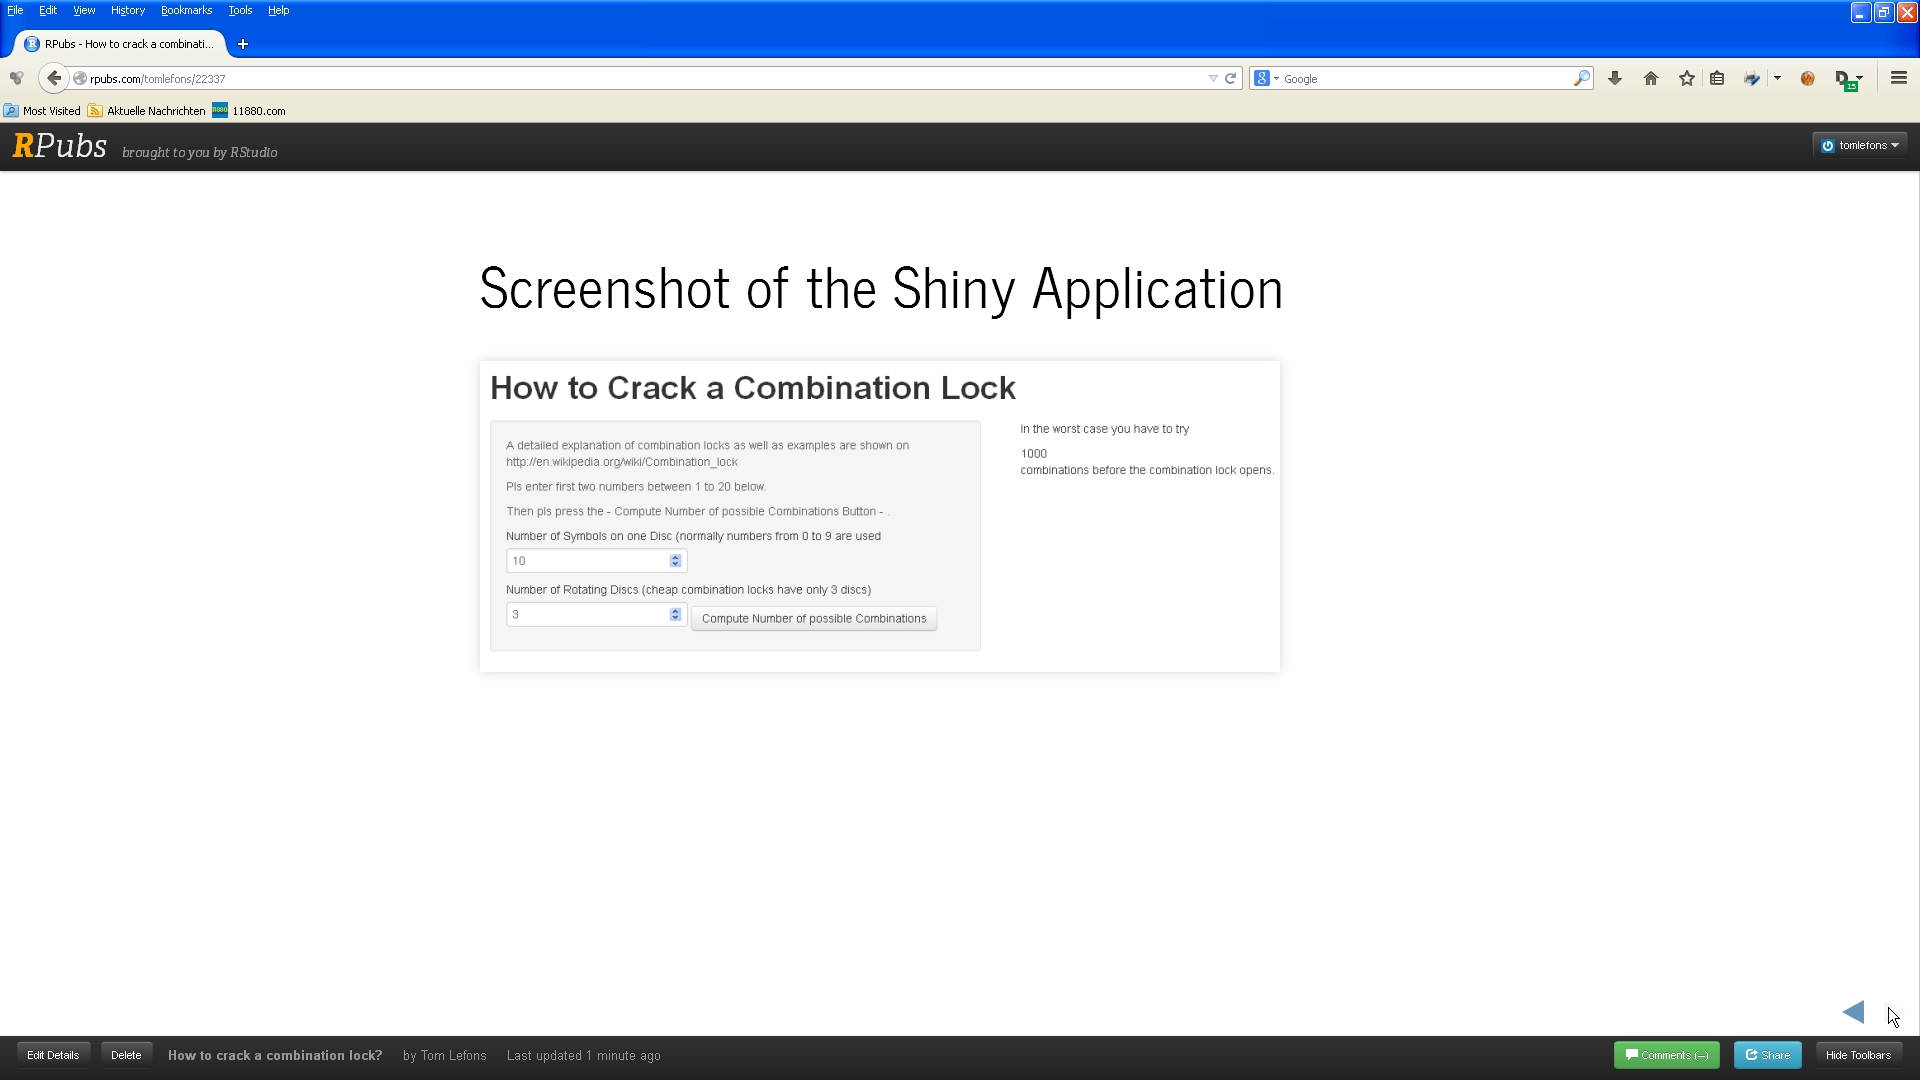 File Edit View History Bookmarks Tools Help
RPubs - How to crack a combinati...
rpubs.com/tomlefons/22337
Google
15
Most Visited Aktuelle Nachrichten 11880.com
RPubs brought to you by RStudio
tomlefons
Screenshot of the Shiny Application
How to Crack a Combination Lock
A detailed explanation of combination locks as well as examples are shown on
http://en.wikipedia.org/wiki/Combination_lock
Pls enter first two numbers between 1 to 20 below.
Then pls press the - Compute Number of possible Combinations Button - .
Number of Symbols on one Disc (normally numbers from 0 to 9 are used
10
Number of Rotating Discs (cheap combination locks have only 3 discs)
3
Compute Number of possible Combinations
In the worst case you have to try
1000
combinations before the combination lock opens.
Edit Details Delete How to crack a combination lock? by Tom Lefons Last updated 1 minute ago
Comments (–) Share Hide Toolbars